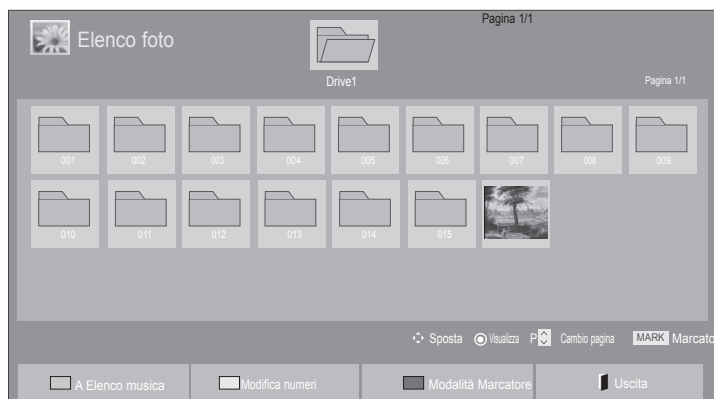 Pagina 1/1
Elenco foto
Drive1
Pagina 1/1
001 002 003 004 005 006 007 008 009
010 011 012 013 014 015
Sposta Visualizza P Cambio pagina MARK Marcato
A Elenco musica Modifica numeri Modalità Marcatore Uscita